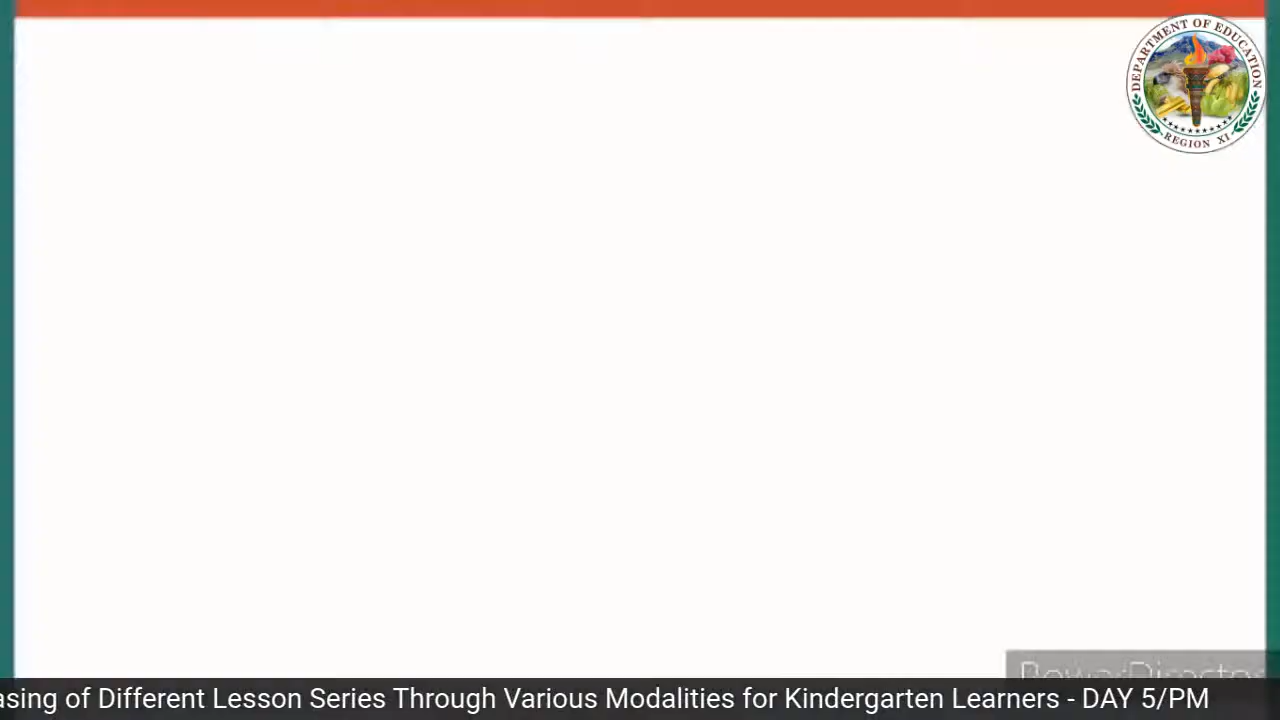 DEPARTMENT OF EDUCATION
REGION XI
PowerDirector
asing of Different Lesson Series Through Various Modalities for Kindergarten Learners - DAY 5/PM